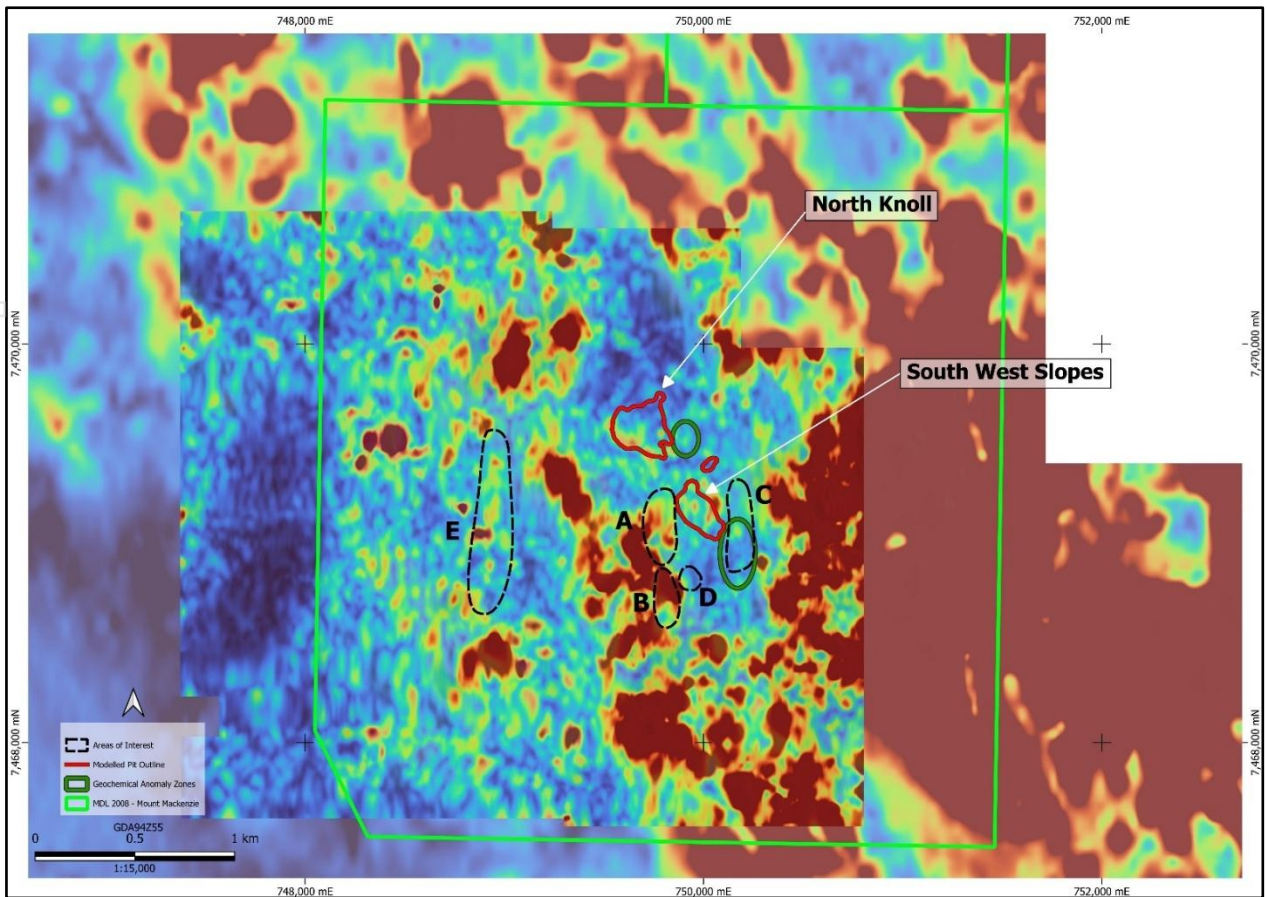 748,000 mE
750,000 mE
752,000 mE
North Knoll
7,470,000 mN
7,470,000 mN
South West Slopes
C
A
E
D
B
Areas of Interest
Modelled Pit Outline
Geochemical Anomaly Zones
MDL 2008 - Mount Mackenzie
7,468,000 mN
7,468,000 mN
GDA94Z55
0 0.5 1 km
1:15,000
748,000 mE
750,000 mE
752,000 mE